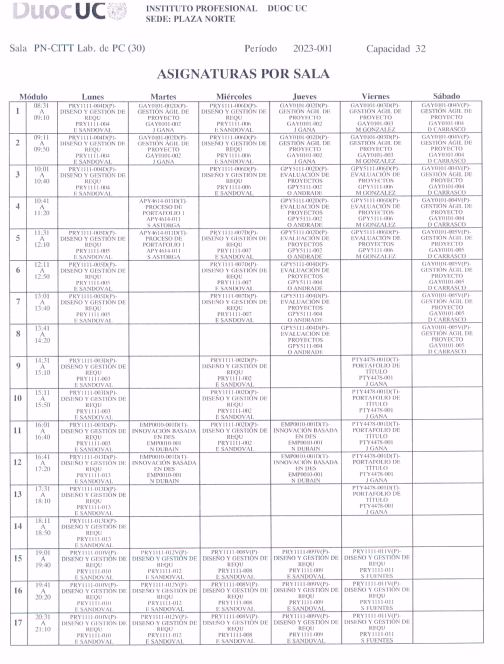 DuocUC
INSTITUTO PROFESIONAL DUOC UC
SEDE: PLAZA NORTE
Sala PN-CITT Lab. de PC (30) Período 2023-001 Capacidad 32
ASIGNATURAS POR SALA
Módulo Lunes Martes Miércoles Jueves Viernes Sábado
1 08:31 A 09:10
PRY1111-004D(P)- GAY0101-002D(P)- PRY1111-006D(P)- GAY0101-002D(P)- GAY0101-003D(P)- GAY0101-004V(P)-
DISEÑO Y GESTIÓN DE GESTIÓN ÁGIL DE DISEÑO Y GESTIÓN DE GESTIÓN ÁGIL DE GESTIÓN ÁGIL DE GESTIÓN ÁGIL DE
REQU PROYECTO REQU PROYECTO PROYECTO PROYECTO
PRY1111-004 GAY0101-002 PRY1111-006 GAY0101-002 GAY0101-003 GAY0101-004
E SANDOVAL J GANA E SANDOVAL J GANA M GONZALEZ D CARRASCO
2 09:11 A 09:50
PRY1111-004D(P)- GAY0101-002D(P)- PRY1111-006D(P)- GAY0101-002D(P)- GAY0101-003D(P)- GAY0101-004V(P)-
DISEÑO Y GESTIÓN DE GESTIÓN ÁGIL DE DISEÑO Y GESTIÓN DE GESTIÓN ÁGIL DE GESTIÓN ÁGIL DE GESTIÓN ÁGIL DE
REQU PROYECTO REQU PROYECTO PROYECTO PROYECTO
PRY1111-004 GAY0101-002 PRY1111-006 GAY0101-002 GAY0101-003 GAY0101-004
E SANDOVAL J GANA E SANDOVAL J GANA M GONZALEZ D CARRASCO
3 10:01 A 10:40
PRY1111-004D(P)- PRY1111-006D(P)- GPY5111-002D(P)- GPY5111-006D(P)- GAY0101-004V(P)-
DISEÑO Y GESTIÓN DE DISEÑO Y GESTIÓN DE EVALUACIÓN DE EVALUACIÓN DE GESTIÓN ÁGIL DE
REQU REQU PROYECTOS PROYECTOS PROYECTO
PRY1111-004 PRY1111-006 GPY5111-002 GPY5111-006 GAY0101-004
E SANDOVAL E SANDOVAL O ANDRADE M GONZALEZ D CARRASCO
4 10:41 A 11:20
APY4614-011D(T)- GPY5111-002D(P)- GPY5111-006D(P)- GAY0101-004V(P)-
PROCESO DE EVALUACIÓN DE EVALUACIÓN DE GESTIÓN ÁGIL DE
PORTAFOLIO 1 PROYECTOS PROYECTOS PROYECTO
APY4614-011 GPY5111-002 GPY5111-006 GAY0101-004
S ASTORGA O ANDRADE M GONZALEZ D CARRASCO
5 11:31 A 12:10
PRY1111-005D(P)- APY4614-011D(T)- PRY1111-007D(P)- GPY5111-002D(P)- GPY5111-006D(P)- GAY0101-005V(P)-
DISEÑO Y GESTIÓN DE PROCESO DE DISEÑO Y GESTIÓN DE EVALUACIÓN DE EVALUACIÓN DE GESTIÓN ÁGIL DE
REQU PORTAFOLIO 1 REQU PROYECTOS PROYECTOS PROYECTO
PRY1111-005 APY4614-011 PRY1111-007 GPY5111-002 GPY5111-006 GAY0101-005
E SANDOVAL S ASTORGA E SANDOVAL O ANDRADE M GONZALEZ D CARRASCO
6 12:11 A 12:50
PRY1111-005D(P)- PRY1111-007D(P)- GPY5111-004D(P)- GAY0101-005V(P)-
DISEÑO Y GESTIÓN DE DISEÑO Y GESTIÓN DE EVALUACIÓN DE GESTIÓN ÁGIL DE
REQU REQU PROYECTOS PROYECTO
PRY1111-005 PRY1111-007 GPY5111-004 GAY0101-005
E SANDOVAL E SANDOVAL O ANDRADE D CARRASCO
7 13:01 A 13:40
PRY1111-005D(P)- PRY1111-007D(P)- GPY5111-004D(P)- GAY0101-005V(P)-
DISEÑO Y GESTIÓN DE DISEÑO Y GESTIÓN DE EVALUACIÓN DE GESTIÓN ÁGIL DE
REQU REQU PROYECTOS PROYECTO
PRY1111-005 PRY1111-007 GPY5111-004 GAY0101-005
E SANDOVAL E SANDOVAL O ANDRADE D CARRASCO
8 13:41 A 14:20
GPY5111-004D(P)- GAY0101-005V(P)-
EVALUACIÓN DE GESTIÓN ÁGIL DE
PROYECTOS PROYECTO
GPY5111-004 GAY0101-005
O ANDRADE D CARRASCO
9 14:31 A 15:10
PRY1111-003D(P)- PRY1111-002D(P)- PTY4478-001D(T)-
DISEÑO Y GESTIÓN DE DISEÑO Y GESTIÓN DE PORTAFOLIO DE
REQU REQU TÍTULO
PRY1111-003 PRY1111-002 PTY4478-001
E SANDOVAL E SANDOVAL J GANA
10 15:11 A 15:50
PRY1111-003D(P)- PRY1111-002D(P)- PTY4478-001D(T)-
DISEÑO Y GESTIÓN DE DISEÑO Y GESTIÓN DE PORTAFOLIO DE
REQU REQU TÍTULO
PRY1111-003 PRY1111-002 PTY4478-001
E SANDOVAL E SANDOVAL J GANA
11 16:01 A 16:40
PRY1111-003D(P)- EMP0010-001D(T)- PRY1111-002D(P)- EMP0010-001D(T)- PTY4478-001D(T)-
DISEÑO Y GESTIÓN DE INNOVACIÓN BASADA DISEÑO Y GESTIÓN DE INNOVACIÓN BASADA PORTAFOLIO DE
REQU EN DES REQU EN DES TÍTULO
PRY1111-003 EMP0010-001 PRY1111-002 EMP0010-001 PTY4478-001
E SANDOVAL N DUBAIN E SANDOVAL N DUBAIN J GANA
12 16:41 A 17:20
PRY1111-013D(P)- EMP0010-001D(T)- EMP0010-001D(T)- PTY4478-001D(T)-
DISEÑO Y GESTIÓN DE INNOVACIÓN BASADA INNOVACIÓN BASADA PORTAFOLIO DE
REQU EN DES EN DES TÍTULO
PRY1111-013 EMP0010-001 EMP0010-001 PTY4478-001
E SANDOVAL N DUBAIN N DUBAIN J GANA
13 17:31 A 18:10
PRY1111-013D(P)- PTY4478-001D(T)-
DISEÑO Y GESTIÓN DE PORTAFOLIO DE
REQU TÍTULO
PRY1111-013 PTY4478-001
E SANDOVAL J GANA
14 18:11 A 18:50
PRY1111-013D(P)-
DISEÑO Y GESTIÓN DE
REQU
PRY1111-013
E SANDOVAL
15 19:01 A 19:40
PRY1111-010V(P)- PRY1111-012V(P)- PRY1111-008V(P)- PRY1111-009V(P)- PRY1111-011V(P)-
DISEÑO Y GESTIÓN DE DISEÑO Y GESTIÓN DE DISEÑO Y GESTIÓN DE DISEÑO Y GESTIÓN DE DISEÑO Y GESTIÓN DE
REQU REQU REQU REQU REQU
PRY1111-010 PRY1111-012 PRY1111-008 PRY1111-009 PRY1111-011
E SANDOVAL E SANDOVAL E SANDOVAL E SANDOVAL S FUENTES
16 19:41 A 20:20
PRY1111-010V(P)- PRY1111-012V(P)- PRY1111-008V(P)- PRY1111-009V(P)- PRY1111-011V(P)-
DISEÑO Y GESTIÓN DE DISEÑO Y GESTIÓN DE DISEÑO Y GESTIÓN DE DISEÑO Y GESTIÓN DE DISEÑO Y GESTIÓN DE
REQU REQU REQU REQU REQU
PRY1111-010 PRY1111-012 PRY1111-008 PRY1111-009 PRY1111-011
E SANDOVAL E SANDOVAL E SANDOVAL E SANDOVAL S FUENTES
17 20:31 A 21:10
PRY1111-010V(P)- PRY1111-012V(P)- PRY1111-008V(P)- PRY1111-009V(P)- PRY1111-011V(P)-
DISEÑO Y GESTIÓN DE DISEÑO Y GESTIÓN DE DISEÑO Y GESTIÓN DE DISEÑO Y GESTIÓN DE DISEÑO Y GESTIÓN DE
REQU REQU REQU REQU REQU
PRY1111-010 PRY1111-012 PRY1111-008 PRY1111-009 PRY1111-011
E SANDOVAL E SANDOVAL E SANDOVAL E SANDOVAL S FUENTES